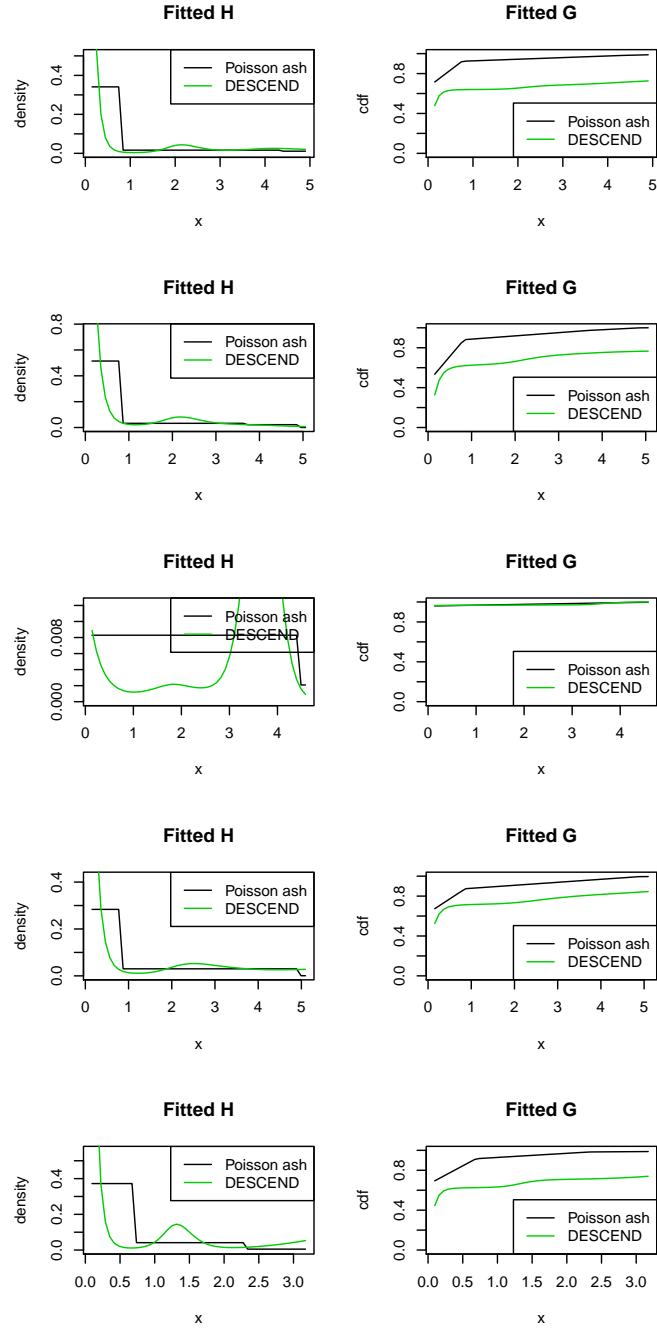 Fitted H
Fitted G
density
0.0 0.2 0.4
Poisson ash
DESCEND
0 1 2 3 4 5
x
cdf
0.0 0.4 0.8
Poisson ash
DESCEND
0 1 2 3 4 5
x
Fitted H
Fitted G
density
0.0 0.4 0.8
Poisson ash
DESCEND
0 1 2 3 4 5
x
cdf
0.0 0.4 0.8
Poisson ash
DESCEND
0 1 2 3 4 5
x
Fitted H
Fitted G
density
0.000 0.008
Poisson ash
DESCEND
0 1 2 3 4
x
cdf
0.0 0.4 0.8
Poisson ash
DESCEND
0 1 2 3 4
x
Fitted H
Fitted G
density
0.0 0.2 0.4
Poisson ash
DESCEND
0 1 2 3 4 5
x
cdf
0.0 0.4 0.8
Poisson ash
DESCEND
0 1 2 3 4 5
x
Fitted H
Fitted G
density
0.0 0.2 0.4
Poisson ash
DESCEND
0.0 0.5 1.0 1.5 2.0 2.5 3.0
x
cdf
0.0 0.4 0.8
Poisson ash
DESCEND
0.0 0.5 1.0 1.5 2.0 2.5 3.0
x